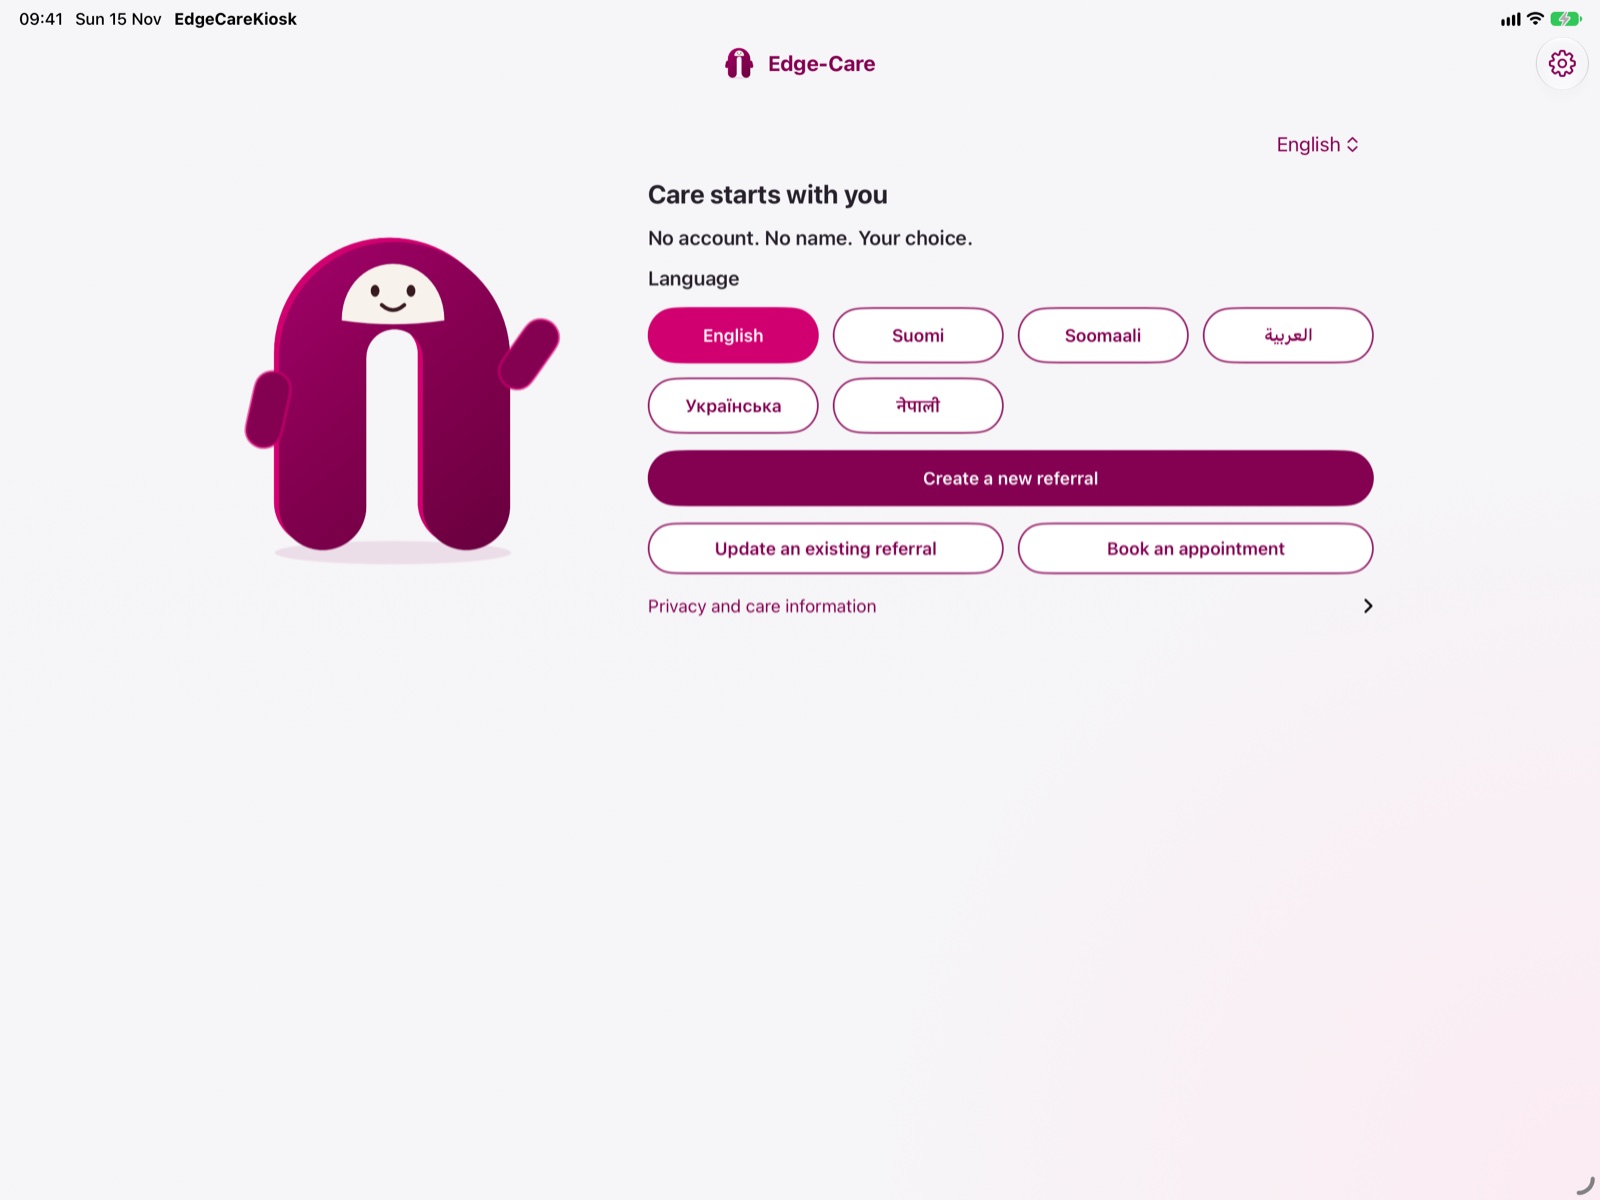 09:41 Sun 15 Nov EdgeCareKiosk
Edge-Care
English
Care starts with you
No account. No name. Your choice.
Language
English Suomi Soomaali العربية
Українська नेपाली
Create a new referral
Update an existing referral Book an appointment
Privacy and care information